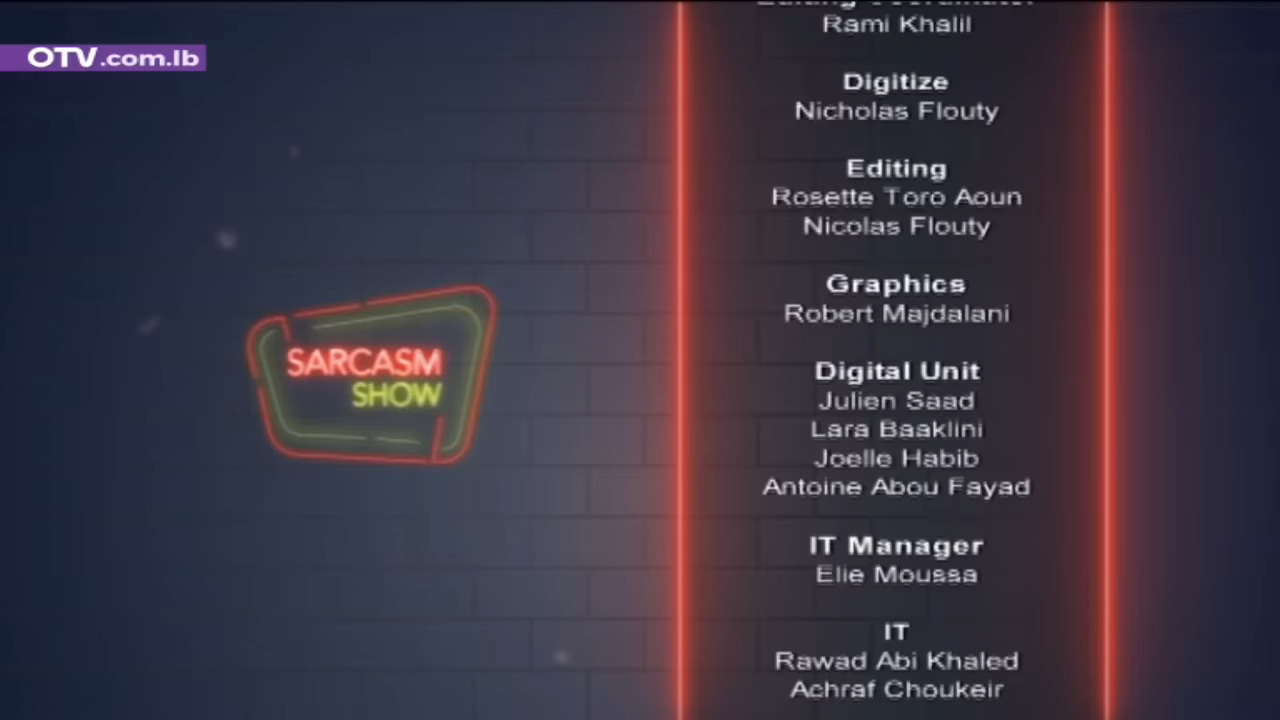 OTV.com.lb
SARCASM
SHOW
Editing Coordinator
Rami Khalil
Digitize
Nicholas Flouty
Editing
Rosette Toro Aoun
Nicolas Flouty
Graphics
Robert Majdalani
Digital Unit
Julien Saad
Lara Baaklini
Joelle Habib
Antoine Abou Fayad
IT Manager
Elie Moussa
IT
Rawad Abi Khaled
Achraf Choukeir